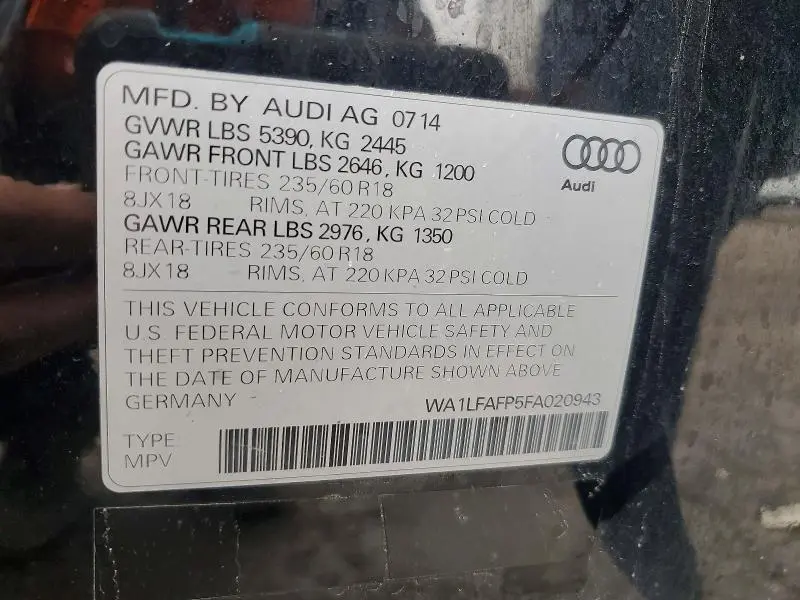 MFD. BY AUDI AG 0714
GVWR LBS 5390, KG 2445
GAWR FRONT LBS 2646, KG 1200
FRONT-TIRES 235/60 R18
8JX18 RIMS, AT 220 KPA 32 PSI COLD
GAWR REAR LBS 2976, KG 1350
REAR-TIRES 235/60 R18
8JX18 RIMS, AT 220 KPA 32 PSI COLD
Audi
THIS VEHICLE CONFORMS TO ALL APPLICABLE
U.S. FEDERAL MOTOR VEHICLE SAFETY AND
THEFT PREVENTION STANDARDS IN EFFECT ON
THE DATE OF MANUFACTURE SHOWN ABOVE
GERMANY WA1LFAFP5FA020943
TYPE
MPV